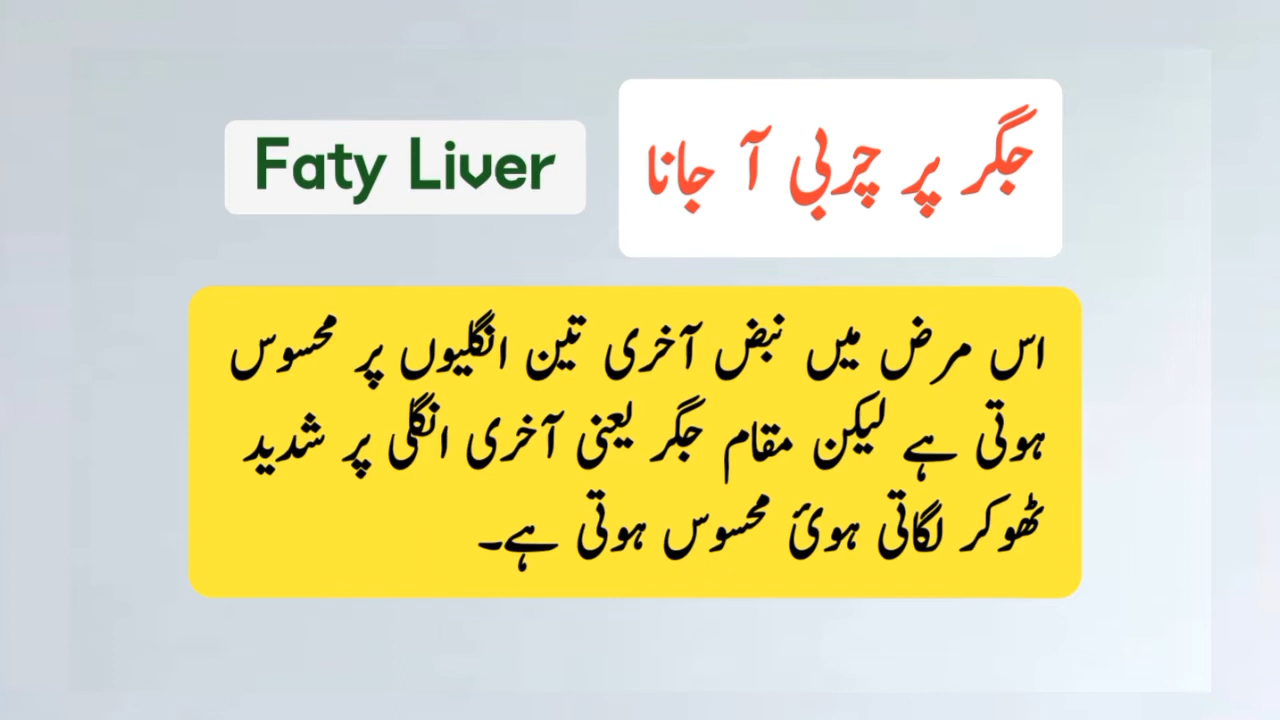 جگر پر چربی آ جانا
Faty Liver
اس مرض میں نبض آخری تین انگلیوں پر محسوس
ہوتی ہے لیکن مقام جگر یعنی آخری انگلی پر شدید
ٹھوکر لگاتی ہوئ محسوس ہوتی ہے۔